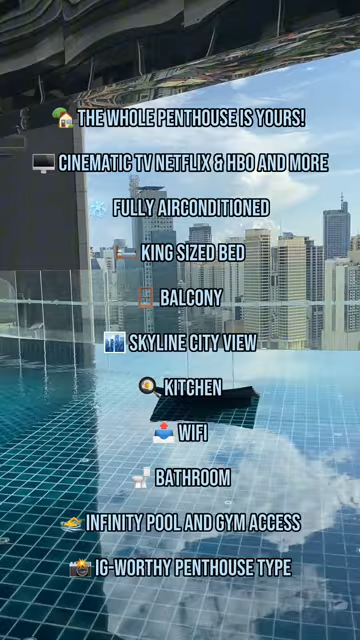 THE WHOLE PENTHOUSE IS YOURS!
CINEMATIC TV NETFLIX & HBO AND MORE
FULLY AIRCONDITIONED
KING SIZED BED
BALCONY
SKYLINE CITY VIEW
KITCHEN
WIFI
BATHROOM
INFINITY POOL AND GYM ACCESS
IG-WORTHY PENTHOUSE TYPE